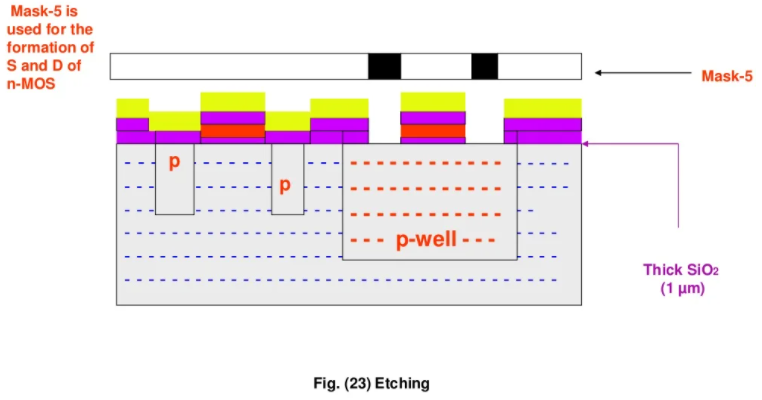 Mask-5 is
used for the
formation of
S and D of
n-MOS
Mask-5
p
p
p-well
Thick SiO₂
(1 µm)
Fig. (23) Etching